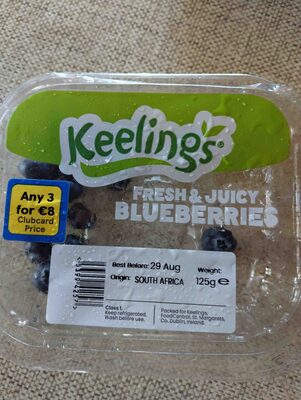 Keelings®
FRESH & JUICY
BLUEBERRIES
Any 3
for €8
Clubcard
Price
Best Before: 29 Aug
Weight:
Origin: SOUTH AFRICA
125g e
Class 1.
Keep refrigerated.
Wash before use.
Packed for Keelings,
FoodCentral, St. Margarets,
Co. Dublin, Ireland.